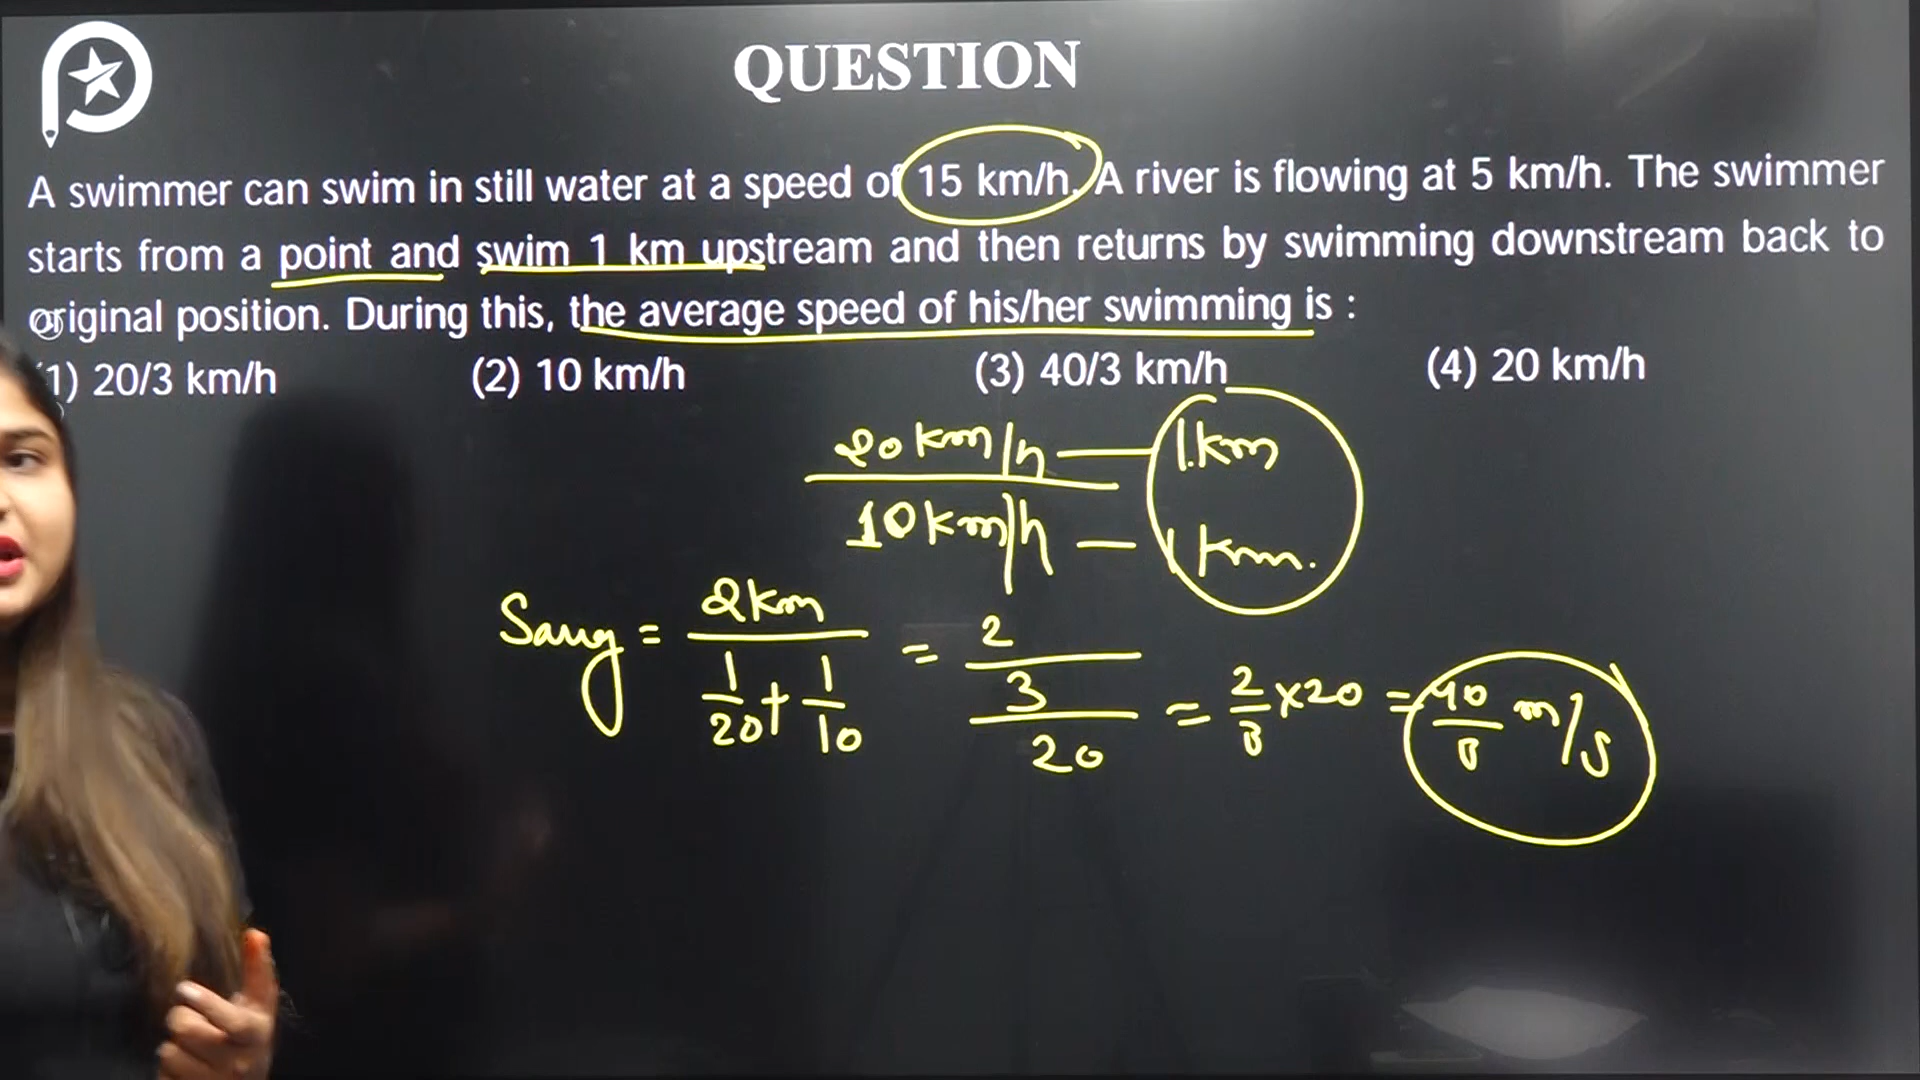 QUESTION
A swimmer can swim in still water at a speed of 15 km/h. A river is flowing at 5 km/h. The swimmer
starts from a point and swim 1 km upstream and then returns by swimming downstream back to
original position. During this, the average speed of his/her swimming is :
(1) 20/3 km/h (2) 10 km/h (3) 40/3 km/h (4) 20 km/h
20 km/h — 1 km
10 km/h — 1 km.
Savg = 2km / (1/20 + 1/10) = 2 / (3/20) = 2/3 × 20 = 40/3 m/s